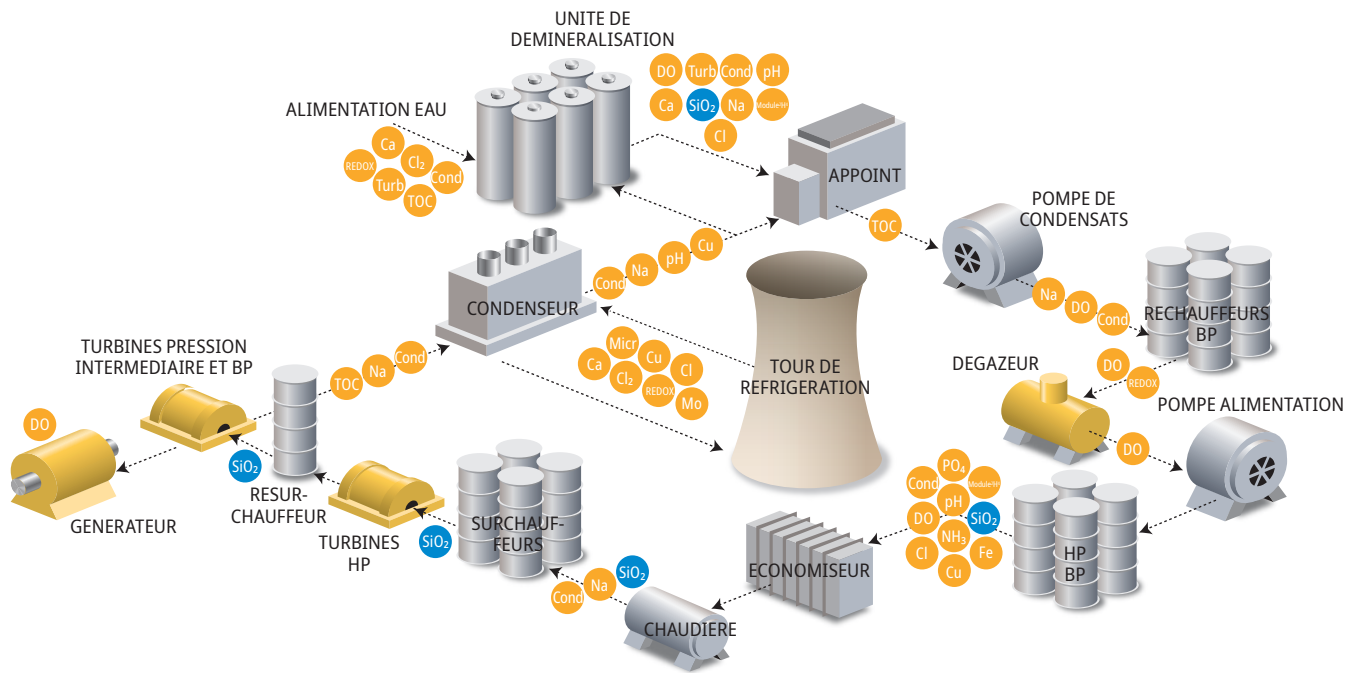 UNITE DE
DEMINERALISATION
DO Turb Cond pH
Ca SiO₂ Na Module"H"
Cl
ALIMENTATION EAU
Ca
REDOX Cl₂ Cond
Turb TOC
APPOINT
TOC
POMPE DE
CONDENSATS
Na DO Cond
RECHAUFFEURS
BP
Cond Na pH Cu
CONDENSEUR
TOUR DE
REFRIGERATION
Micr Cu Cl
Ca Cl₂ REDOX Mo
DO
REDOX
DEGAZEUR
DO
POMPE ALIMENTATION
TURBINES PRESSION
INTERMEDIAIRE ET BP
TOC Na Cond
DO
GENERATEUR
SiO₂
RESUR-
CHAUFFEUR
TURBINES
HP
SiO₂
SURCHAUF-
FEURS
Cond Na SiO₂
CHAUDIERE
ECONOMISEUR
PO₄
Cond Module"H"
pH
DO SiO₂
NH₃
Cl Fe
Cu
HP
BP